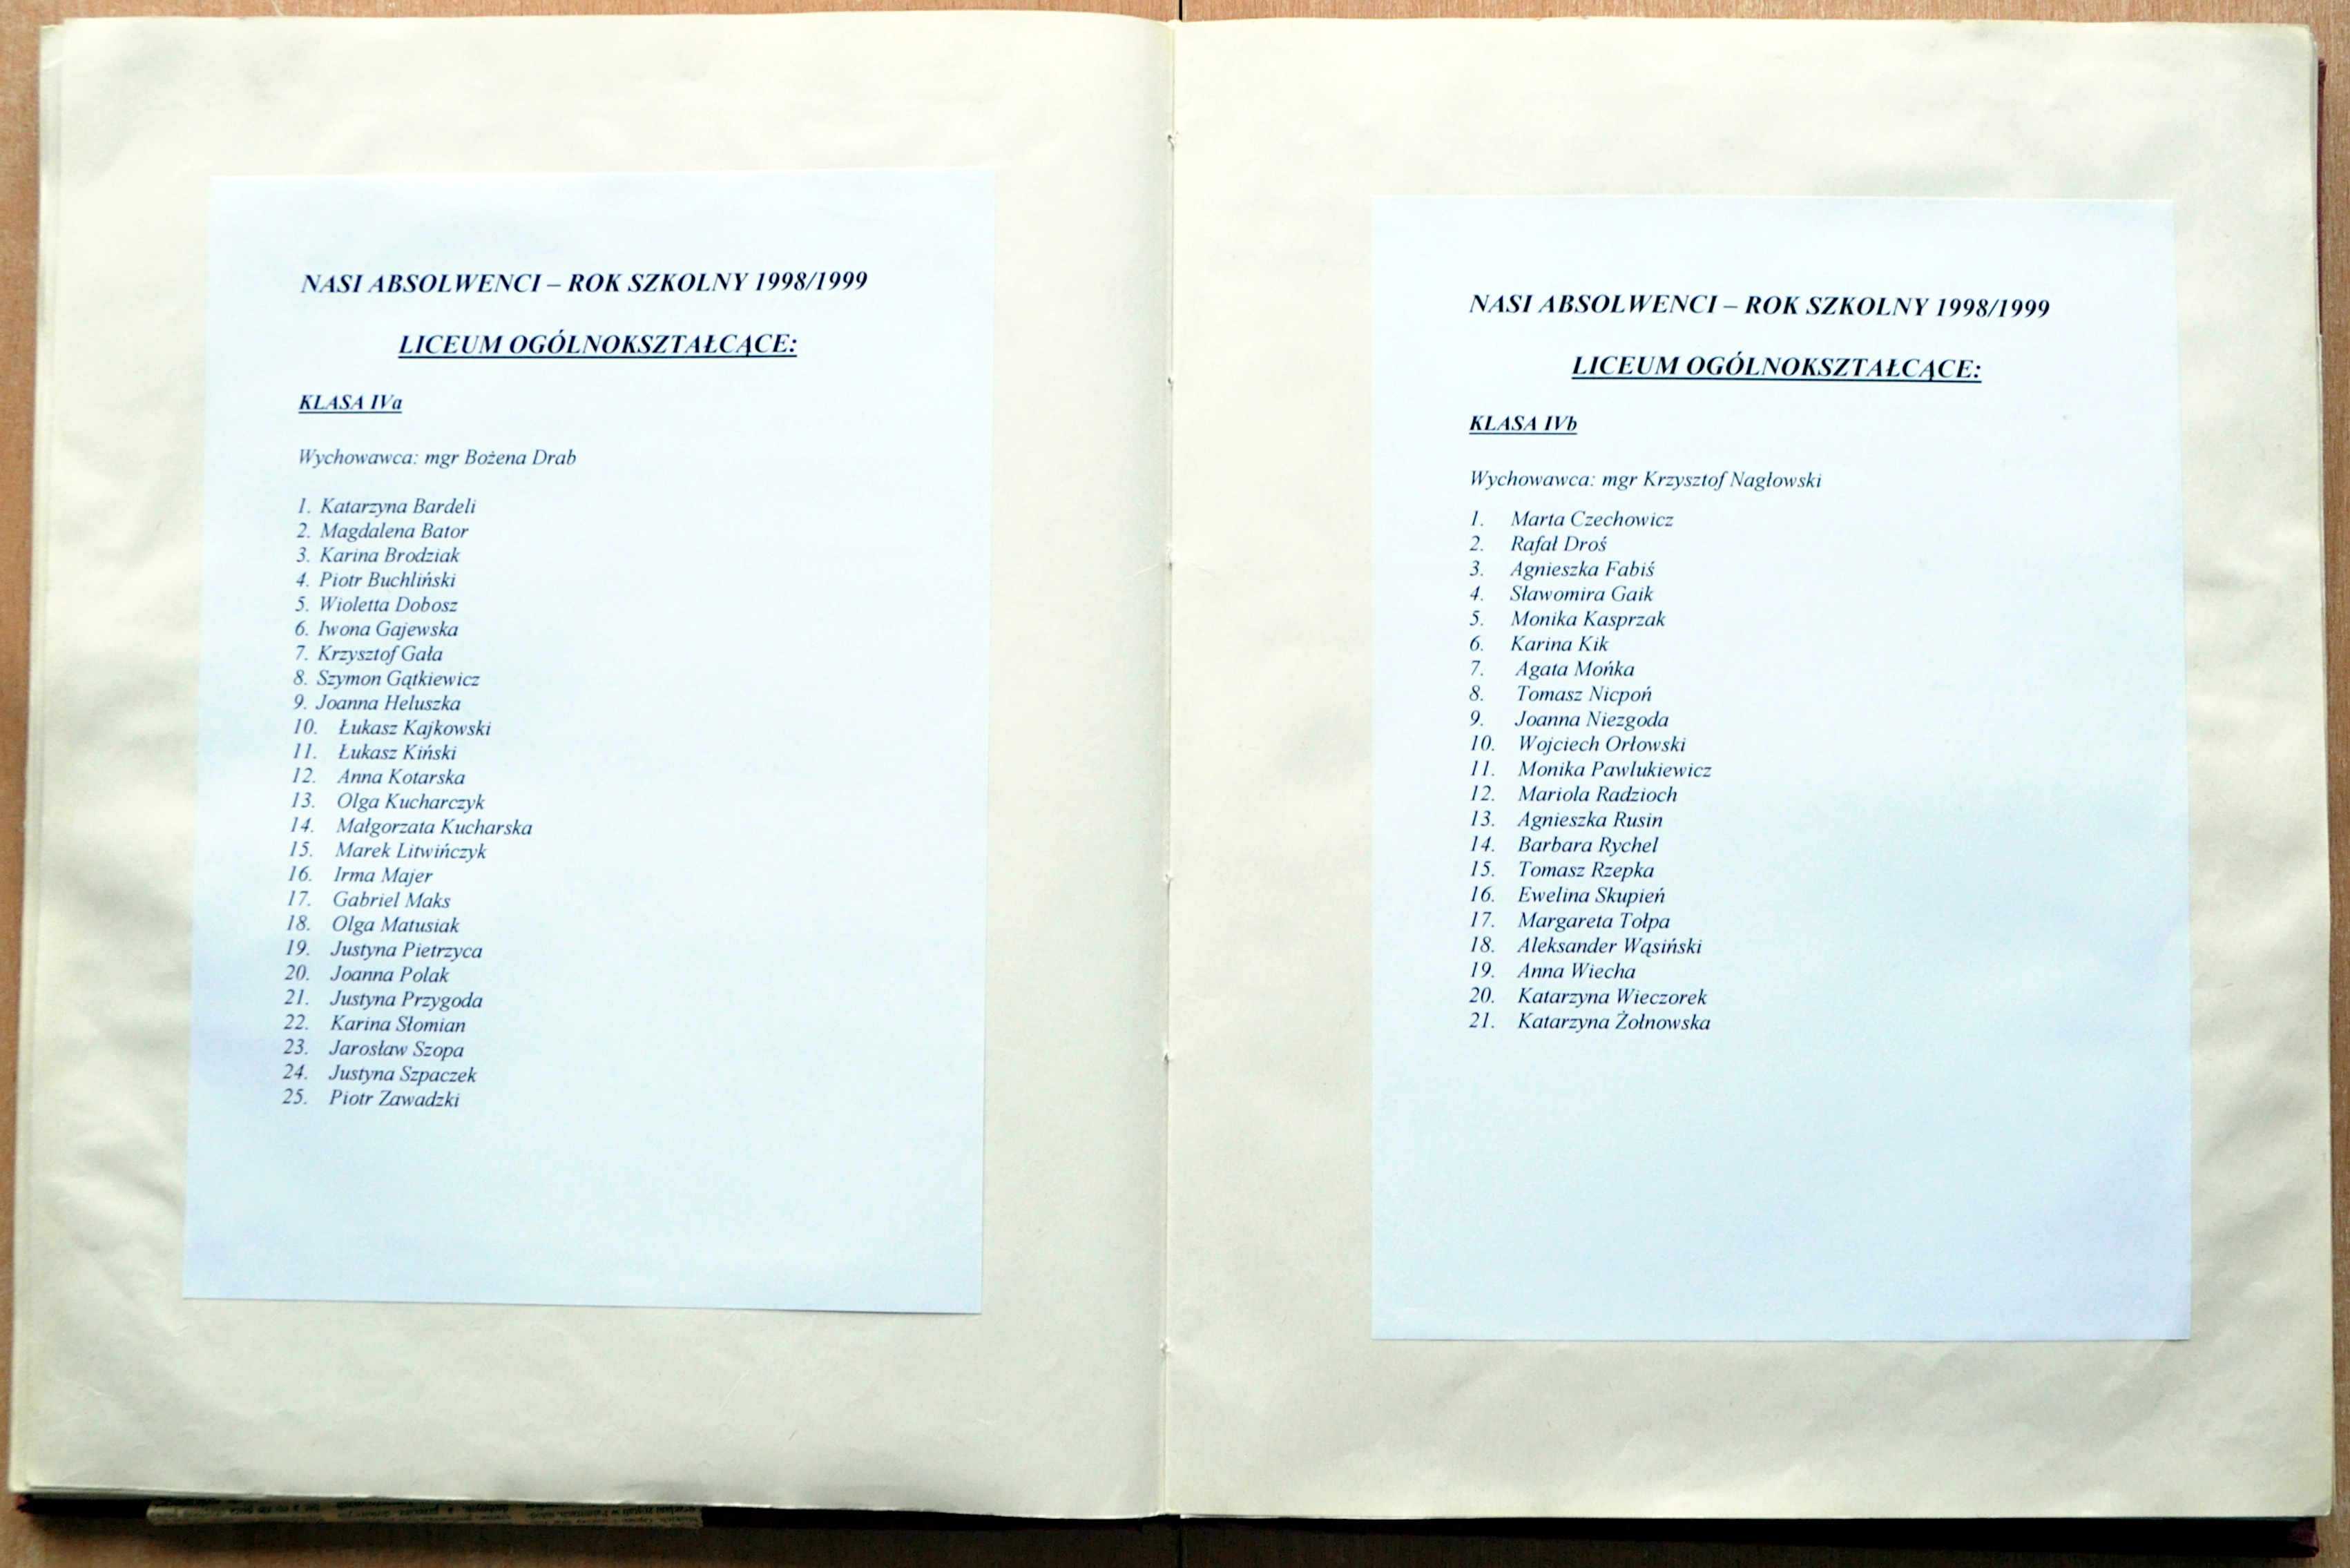 NASI ABSOLWENCI – ROK SZKOLNY 1998/1999
LICEUM OGÓLNOKSZTAŁCĄCE:
KLASA IVa
Wychowawca: mgr Bożena Drab
1. Katarzyna Bardeli
2. Magdalena Bator
3. Karina Brodziak
4. Piotr Buchliński
5. Wioletta Dobosz
6. Iwona Gajewska
7. Krzysztof Gała
8. Szymon Gątkiewicz
9. Joanna Heluszka
10. Łukasz Kajkowski
11. Łukasz Kiński
12. Anna Kotarska
13. Olga Kucharczyk
14. Małgorzata Kucharska
15. Marek Litwińczyk
16. Irma Majer
17. Gabriel Maks
18. Olga Matusiak
19. Justyna Pietrzyca
20. Joanna Polak
21. Justyna Przygoda
22. Karina Słomian
23. Jarosław Szopa
24. Justyna Szpaczek
25. Piotr Zawadzki
NASI ABSOLWENCI – ROK SZKOLNY 1998/1999
LICEUM OGÓLNOKSZTAŁCĄCE:
KLASA IVb
Wychowawca: mgr Krzysztof Nagłowski
1. Marta Czechowicz
2. Rafał Droś
3. Agnieszka Fabiś
4. Sławomira Gaik
5. Monika Kasprzak
6. Karina Kik
7. Agata Mońka
8. Tomasz Nicpoń
9. Joanna Niezgoda
10. Wojciech Orłowski
11. Monika Pawlukiewicz
12. Mariola Radzioch
13. Agnieszka Rusin
14. Barbara Rychel
15. Tomasz Rzepka
16. Ewelina Skupień
17. Margareta Tołpa
18. Aleksander Wąsiński
19. Anna Wiecha
20. Katarzyna Wieczorek
21. Katarzyna Żołnowska